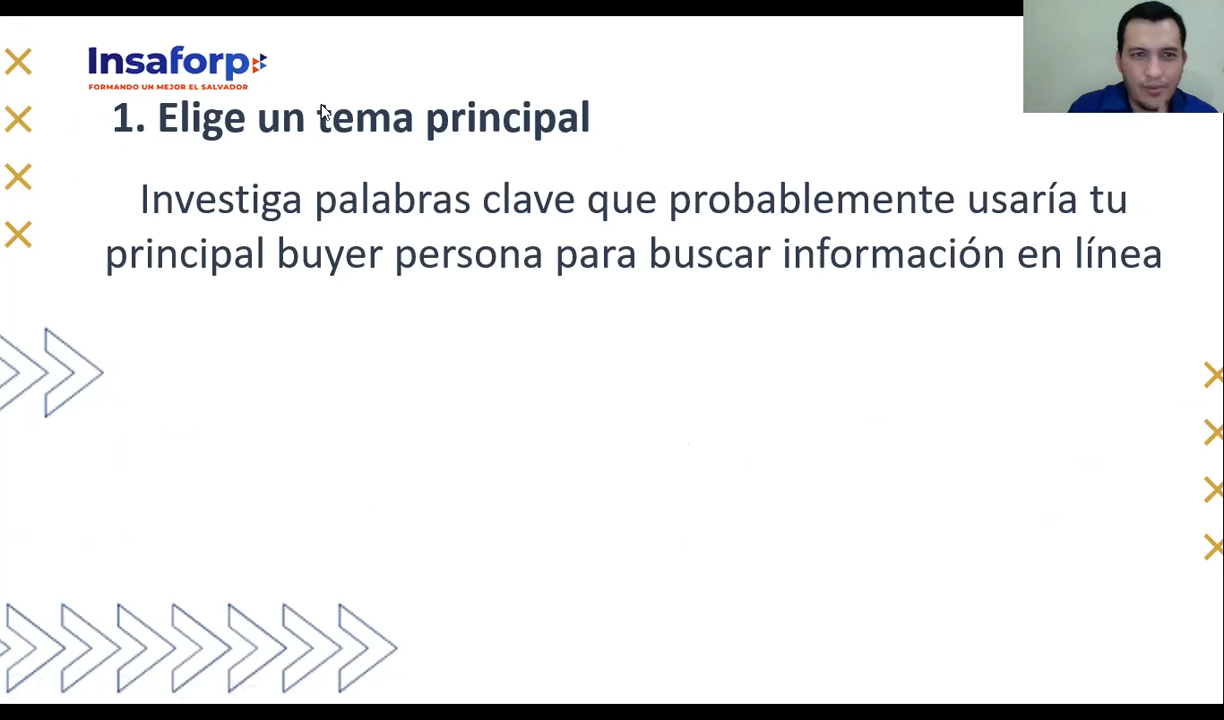 Insaforp
FORMANDO UN MEJOR EL SALVADOR
1. Elige un tema principal
Investiga palabras clave que probablemente usaría tu
principal buyer persona para buscar información en línea